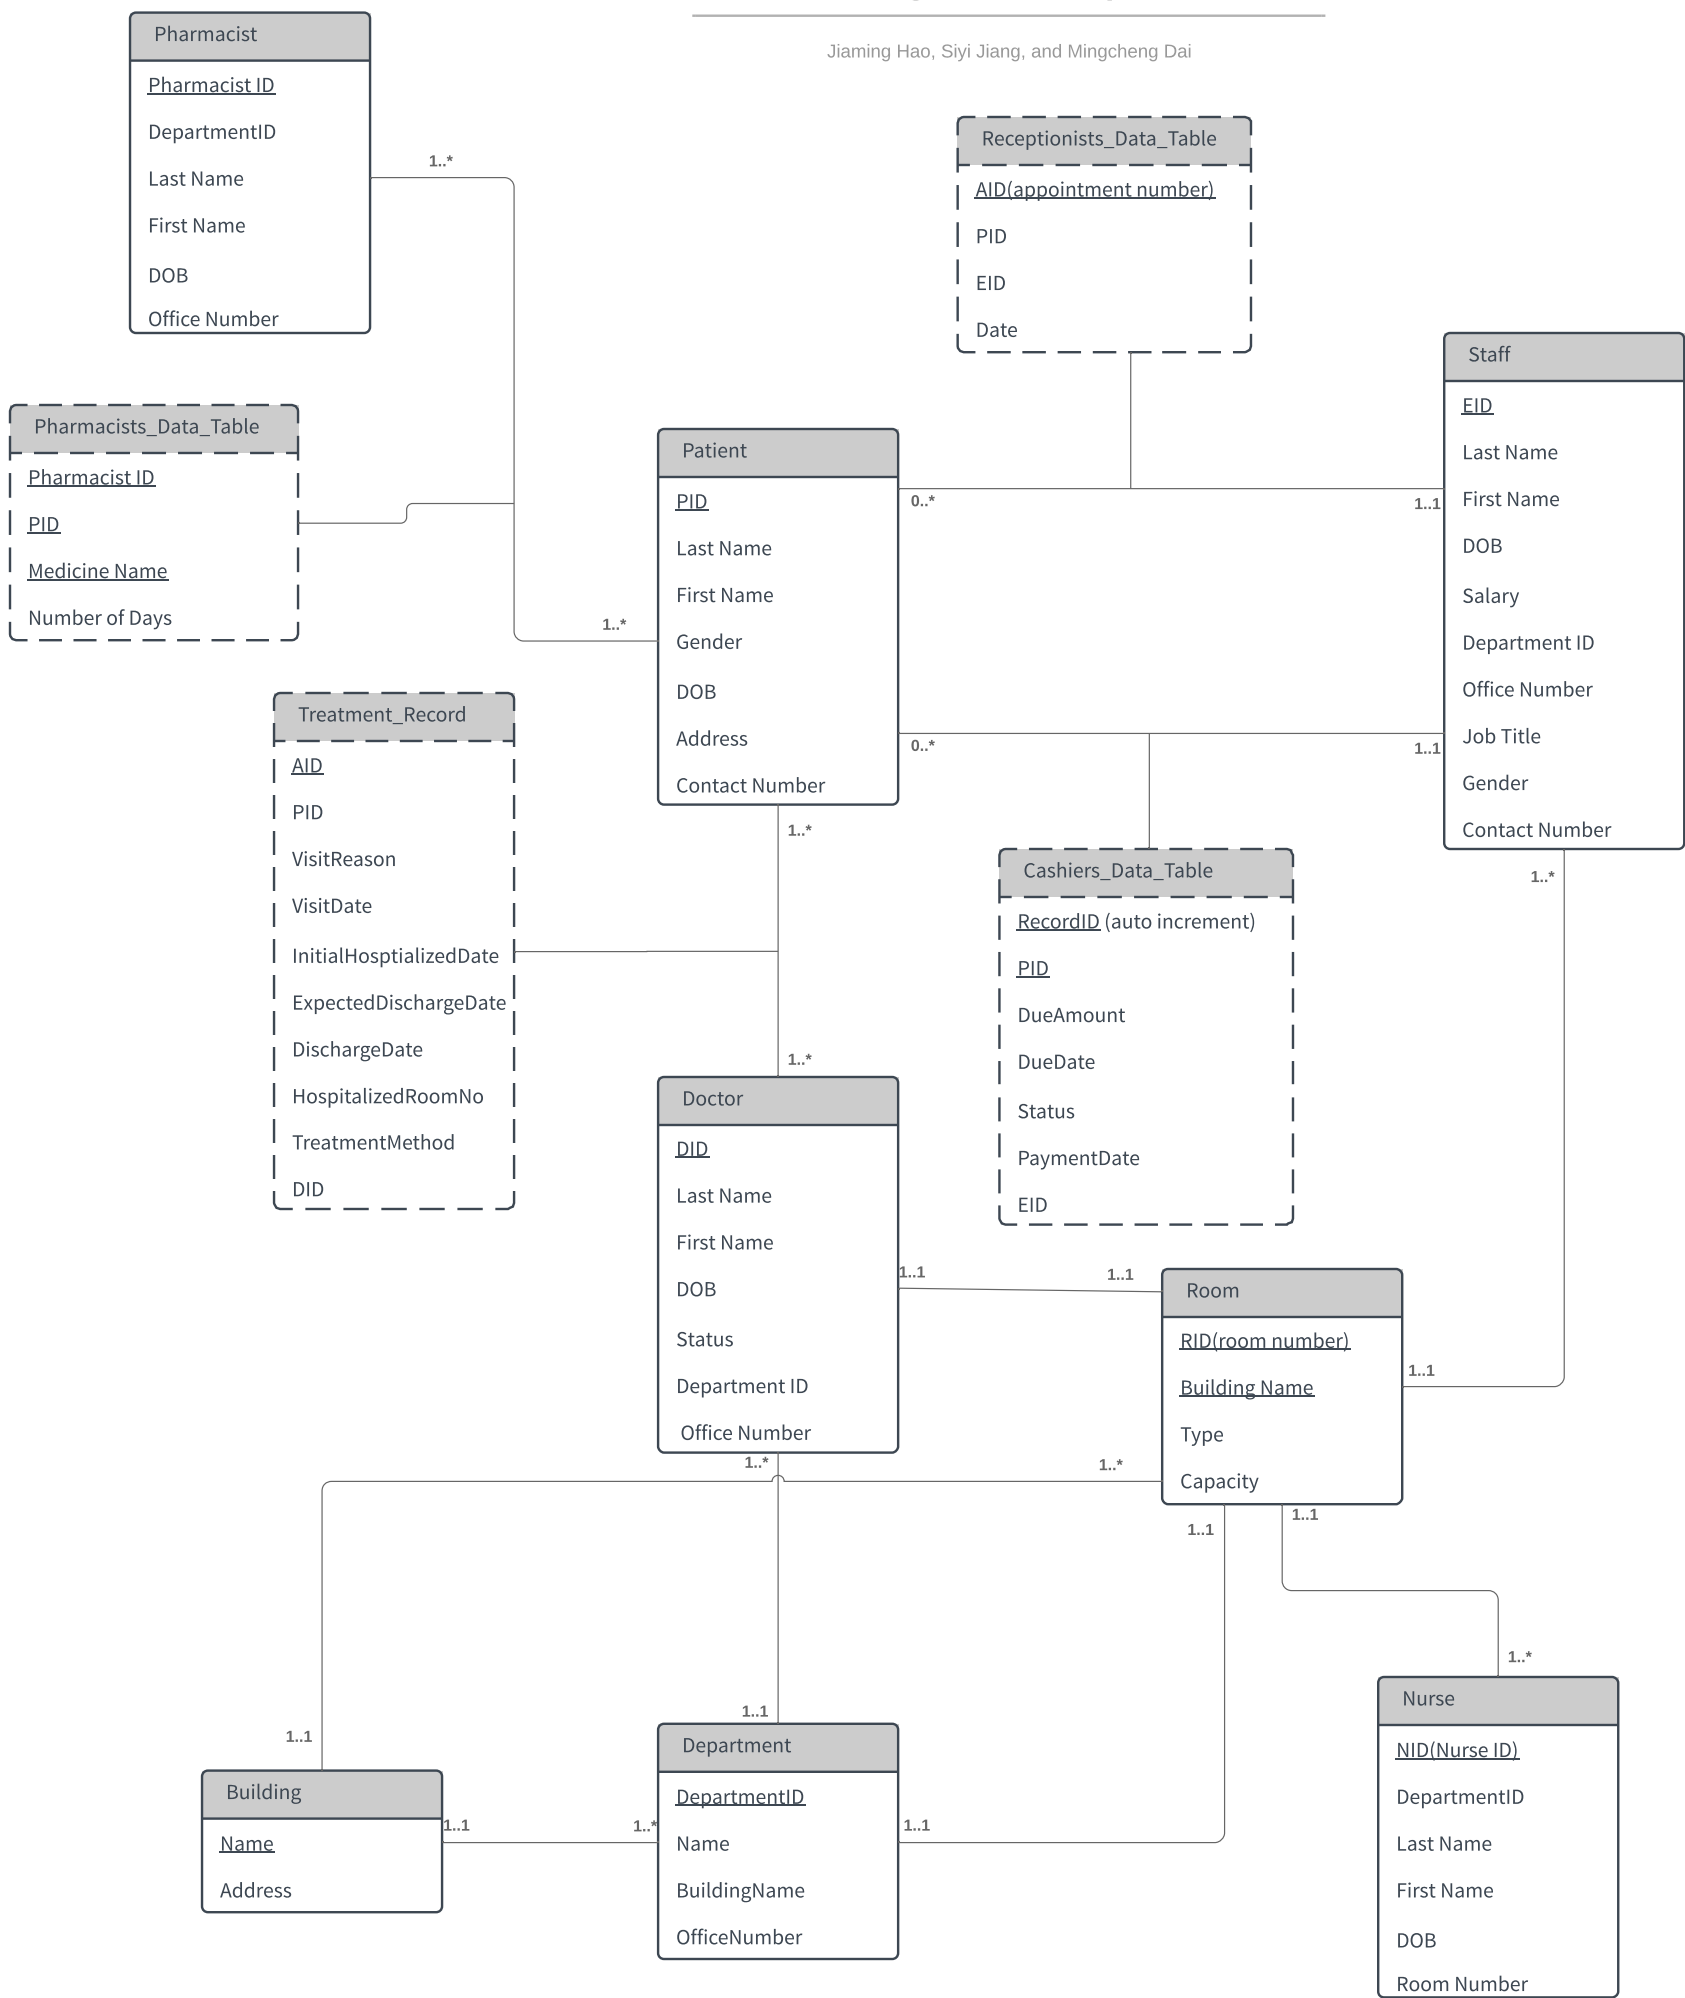 Jiaming Hao, Siyi Jiang, and Mingcheng Dai
Pharmacist
Pharmacist ID
DepartmentID
Last Name
First Name
DOB
Office Number
1..*
Receptionists_Data_Table
AID(appointment number)
PID
EID
Date
Pharmacists_Data_Table
Pharmacist ID
PID
Medicine Name
Number of Days
1..*
Patient
PID
Last Name
First Name
Gender
DOB
Address
Contact Number
0..*
1..1
0..*
1..1
1..*
Staff
EID
Last Name
First Name
DOB
Salary
Department ID
Office Number
Job Title
Gender
Contact Number
1..*
Treatment_Record
AID
PID
VisitReason
VisitDate
InitialHosptializedDate
ExpectedDischargeDate
DischargeDate
HospitalizedRoomNo
TreatmentMethod
DID
Cashiers_Data_Table
RecordID (auto increment)
PID
DueAmount
DueDate
Status
PaymentDate
EID
1..*
Doctor
DID
Last Name
First Name
DOB
Status
Department ID
Office Number
1..1
1..1
1..*
1..*
Room
RID(room number)
Building Name
Type
Capacity
1..1
1..1
1..1
1..1
1..1
Building
Name
Address
1..1
1..*
Department
DepartmentID
Name
BuildingName
OfficeNumber
1..1
1..*
Nurse
NID(Nurse ID)
DepartmentID
Last Name
First Name
DOB
Room Number